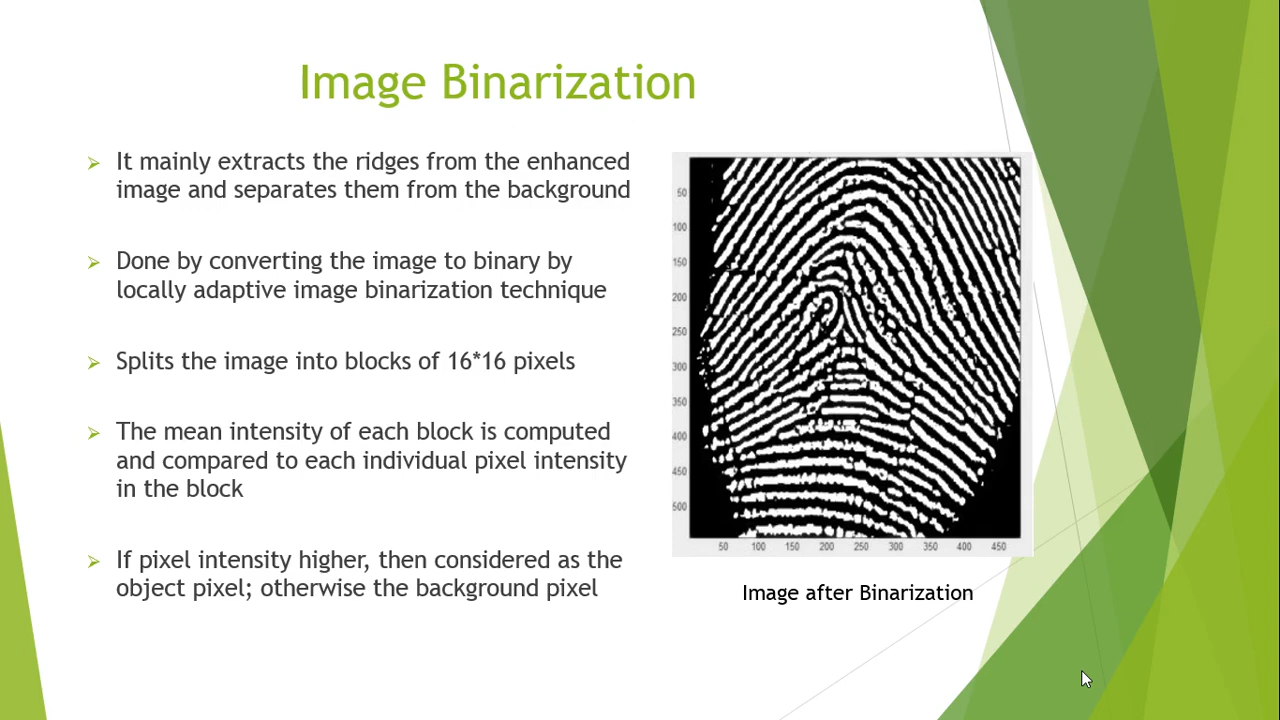 Image Binarization
It mainly extracts the ridges from the enhanced
image and separates them from the background
Done by converting the image to binary by
locally adaptive image binarization technique
Splits the image into blocks of 16*16 pixels
The mean intensity of each block is computed
and compared to each individual pixel intensity
in the block
If pixel intensity higher, then considered as the
object pixel; otherwise the background pixel
50
100
150
200
250
300
350
400
450
500
50 100 150 200 250 300 350 400 450
Image after Binarization